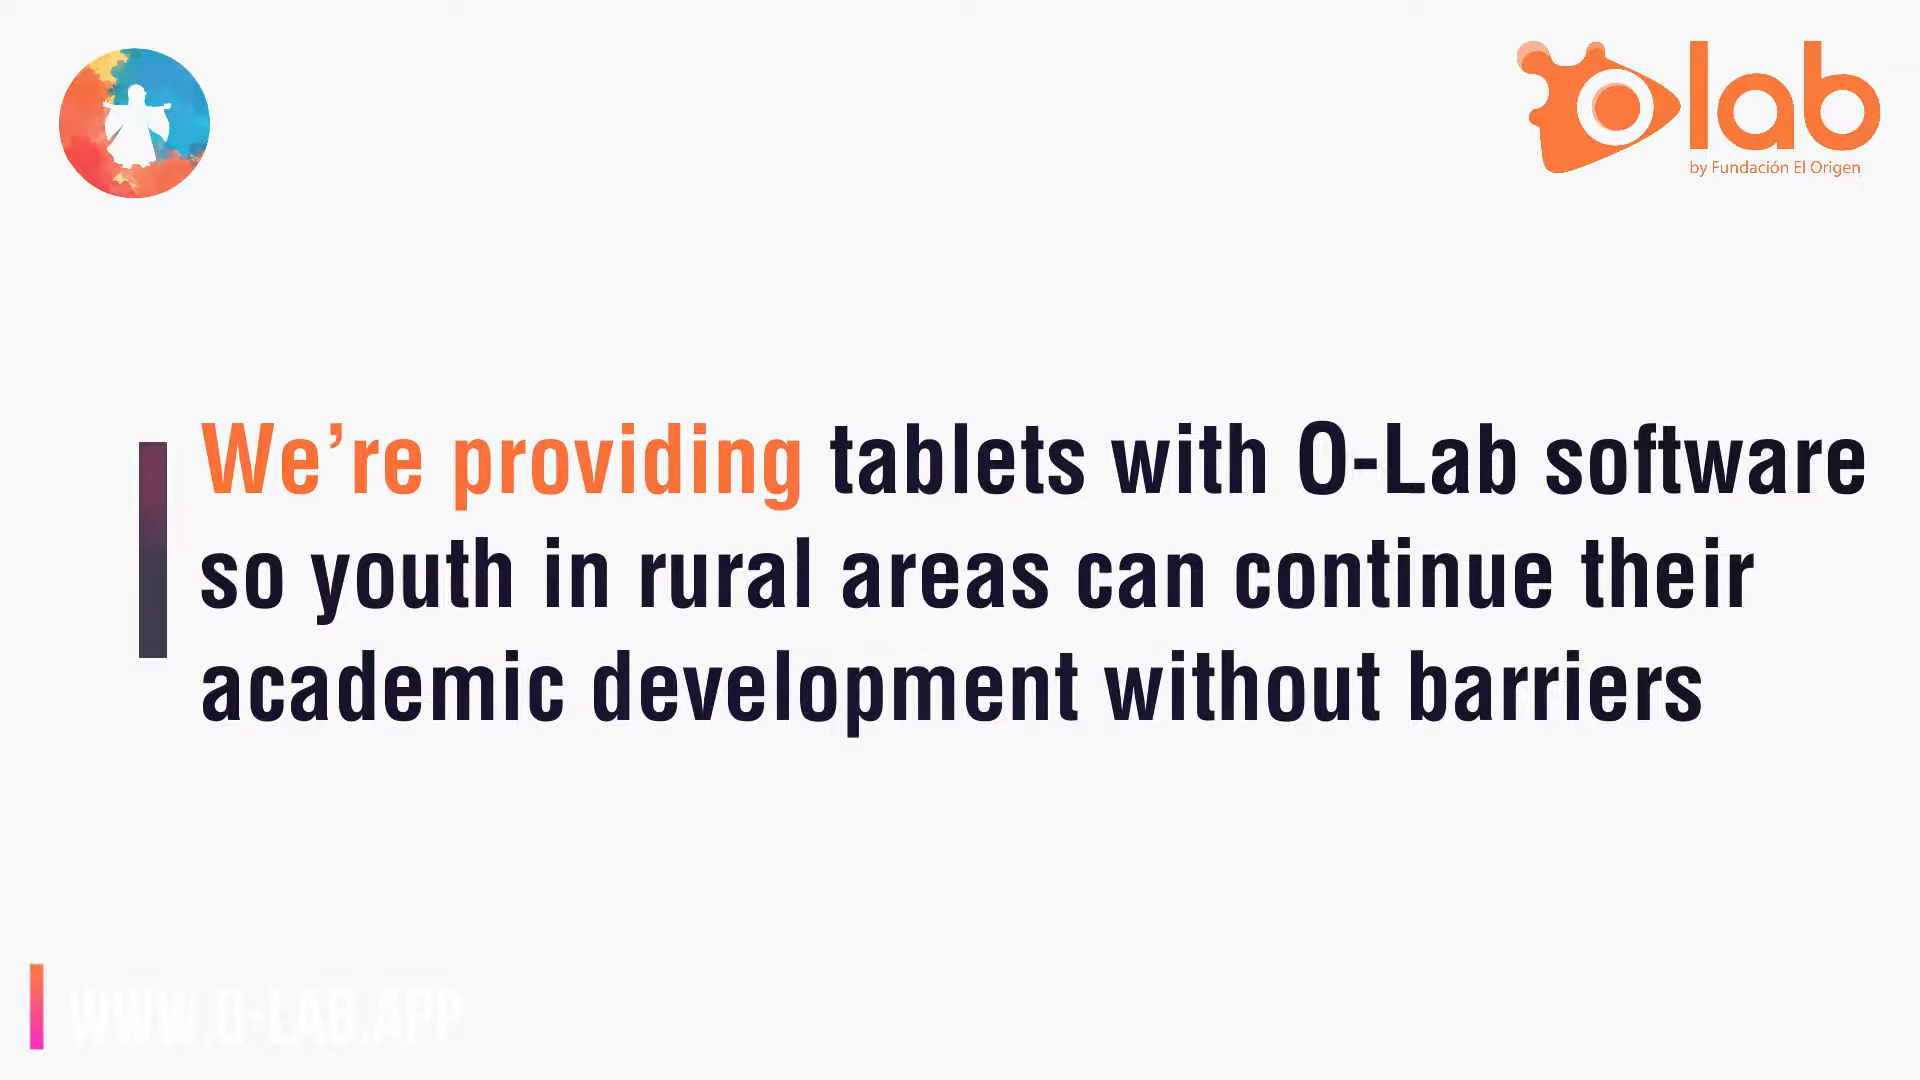 Olab
by Fundación El Origen
We’re providing tablets with O-Lab software
so youth in rural areas can continue their
academic development without barriers
WWW.O-LAB.APP